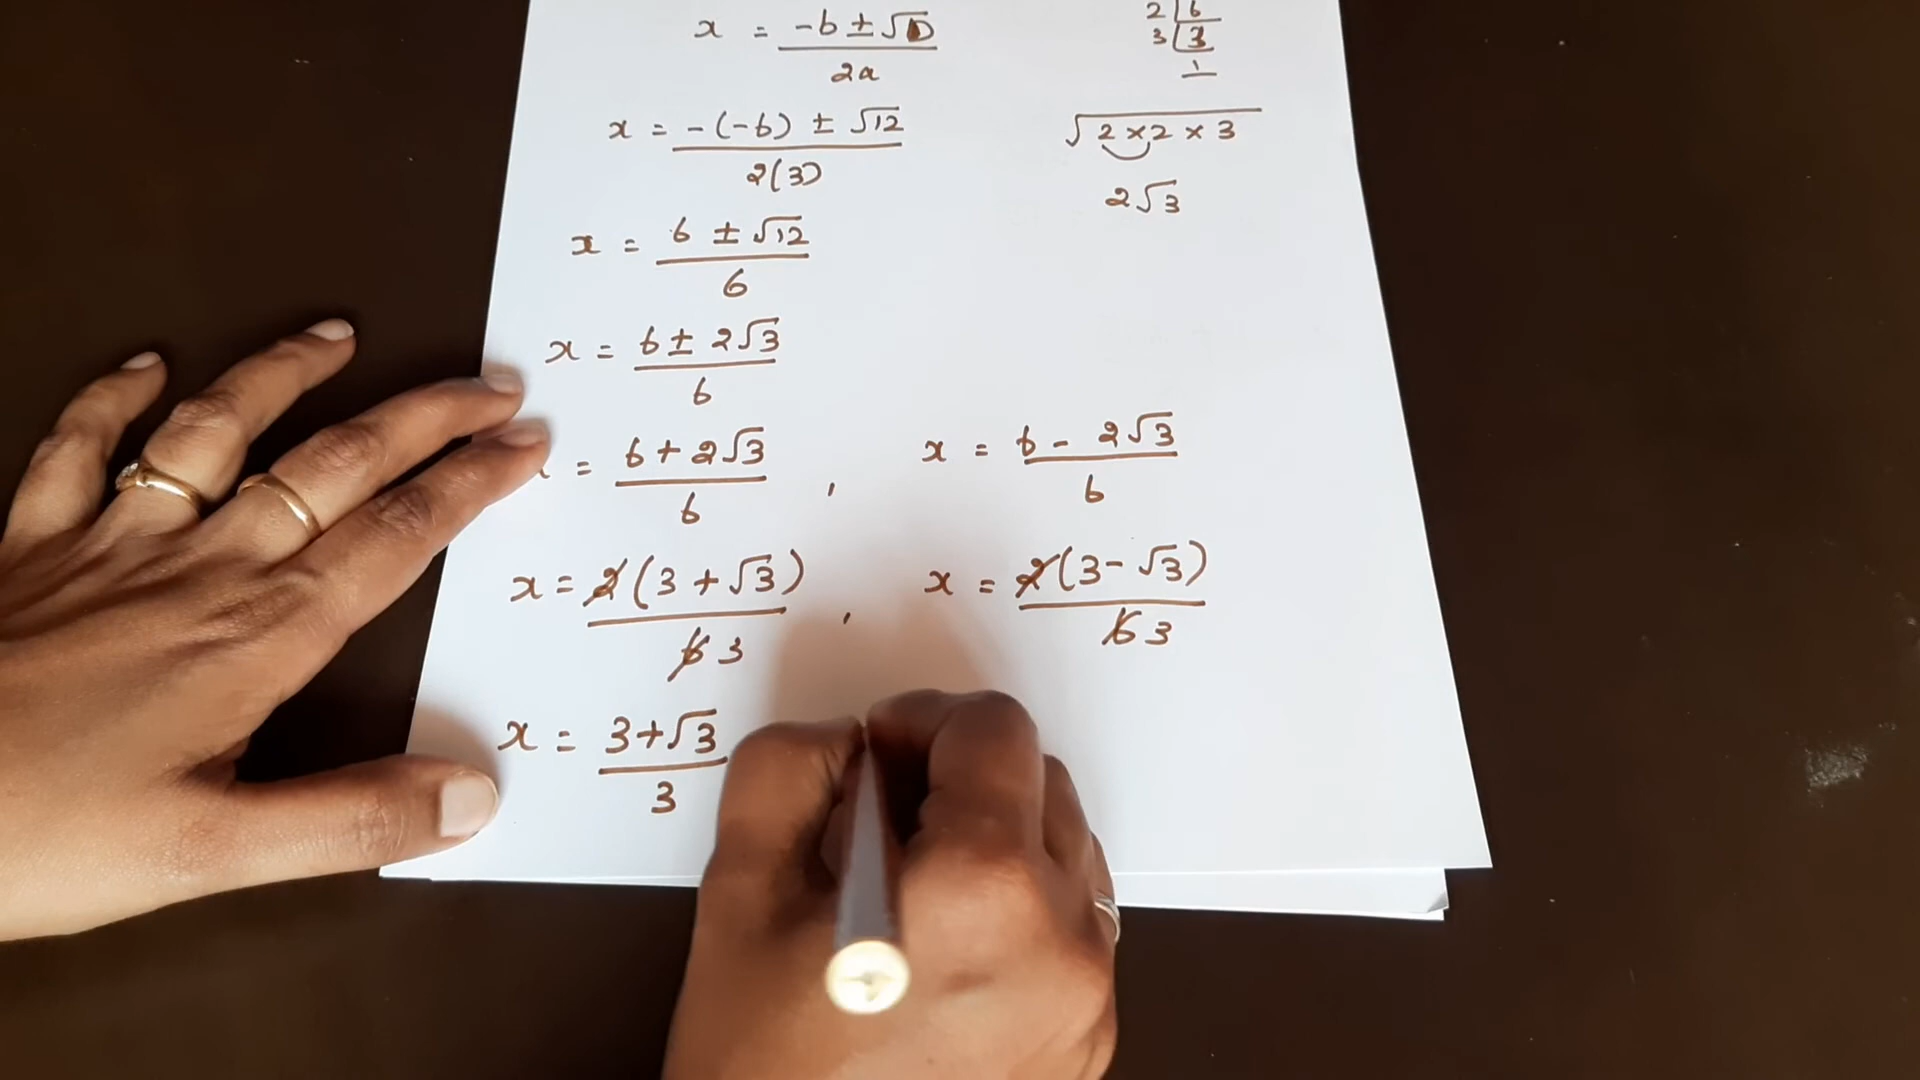 x = -b ± √D / 2a
2 | 6
3 | 3
1
x = -(-6) ± √12 / 2(3)
√2 × 2 × 3
2√3
x = 6 ± √12 / 6
x = 6 ± 2√3 / 6
x = 6 + 2√3 / 6 , x = 6 - 2√3 / 6
x = 2(3 + √3) / 6 3 , x = 2(3 - √3) / 6 3
x = 3 + √3 / 3